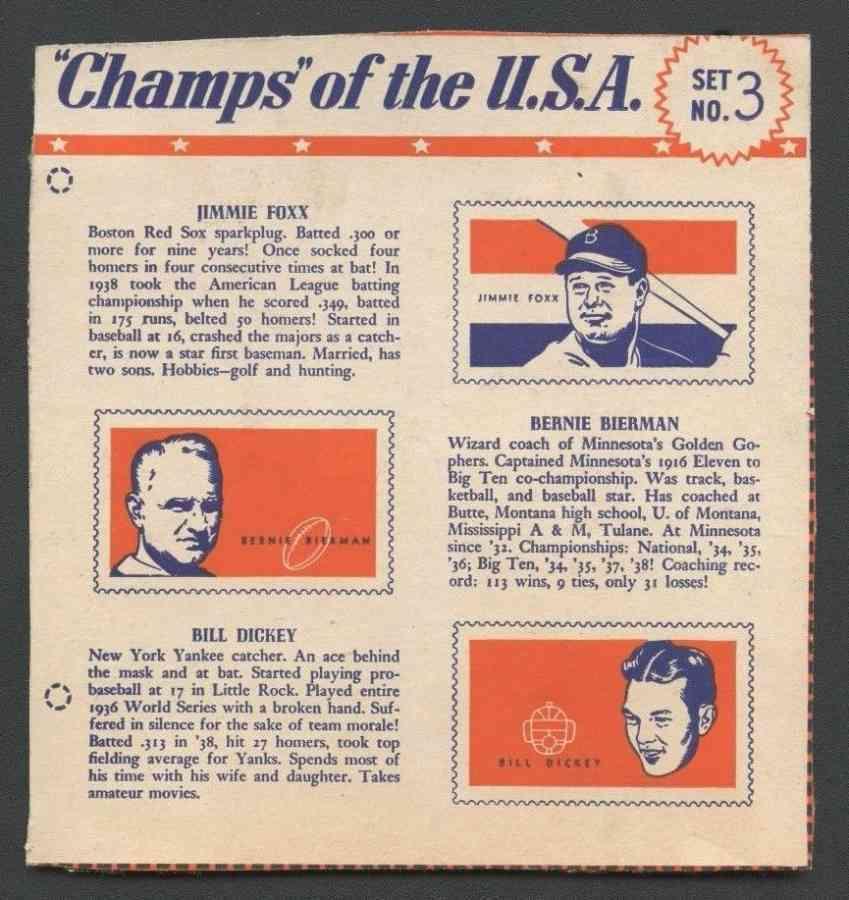 "Champs" of the U.S.A.
SET
NO. 3
JIMMIE FOXX
Boston Red Sox sparkplug. Batted .300 or
more for nine years! Once socked four
homers in four consecutive times at bat! In
1938 took the American League batting
championship when he scored .349, batted
in 175 runs, belted 50 homers! Started in
baseball at 16, crashed the majors as a catch-
er, is now a star first baseman. Married, has
two sons. Hobbies—golf and hunting.
B
JIMMIE FOXX
BERNIE BIERMAN
BERNIE BIERMAN
Wizard coach of Minnesota's Golden Go-
phers. Captained Minnesota's 1916 Eleven to
Big Ten co-championship. Was track, bas-
ketball, and baseball star. Has coached at
Butte, Montana high school, U. of Montana,
Mississippi A & M, Tulane. At Minnesota
since '32. Championships: National, '34, '35,
'36; Big Ten, '34, '35, '37, '38! Coaching rec-
ord: 113 wins, 9 ties, only 31 losses!
BILL DICKEY
New York Yankee catcher. An ace behind
the mask and at bat. Started playing pro-
baseball at 17 in Little Rock. Played entire
1936 World Series with a broken hand. Suf-
fered in silence for the sake of team morale!
Batted .313 in '38, hit 27 homers, took top
fielding average for Yanks. Spends most of
his time with his wife and daughter. Takes
amateur movies.
BILL DICKEY